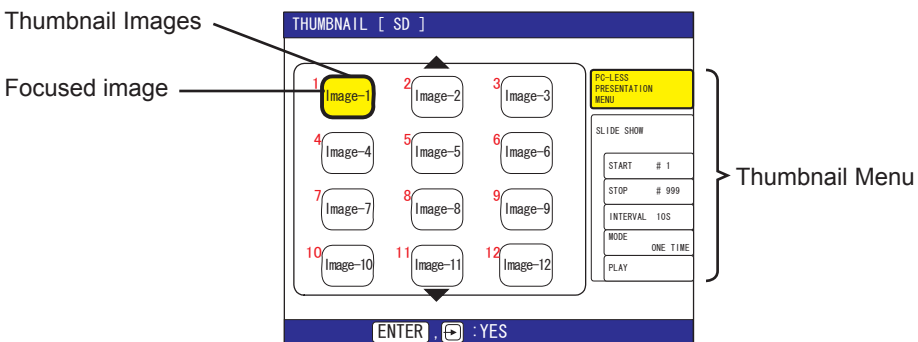 Thumbnail Images
Focused image
THUMBNAIL [ SD ]
1 Image-1
2 Image-2
3 Image-3
4 Image-4
5 Image-5
6 Image-6
7 Image-7
8 Image-8
9 Image-9
10 Image-10
11 Image-11
12 Image-12
PC-LESS
PRESENTATION
MENU
SLIDE SHOW
START # 1
STOP # 999
INTERVAL 10S
MODE
ONE TIME
PLAY
Thumbnail Menu
ENTER , :YES